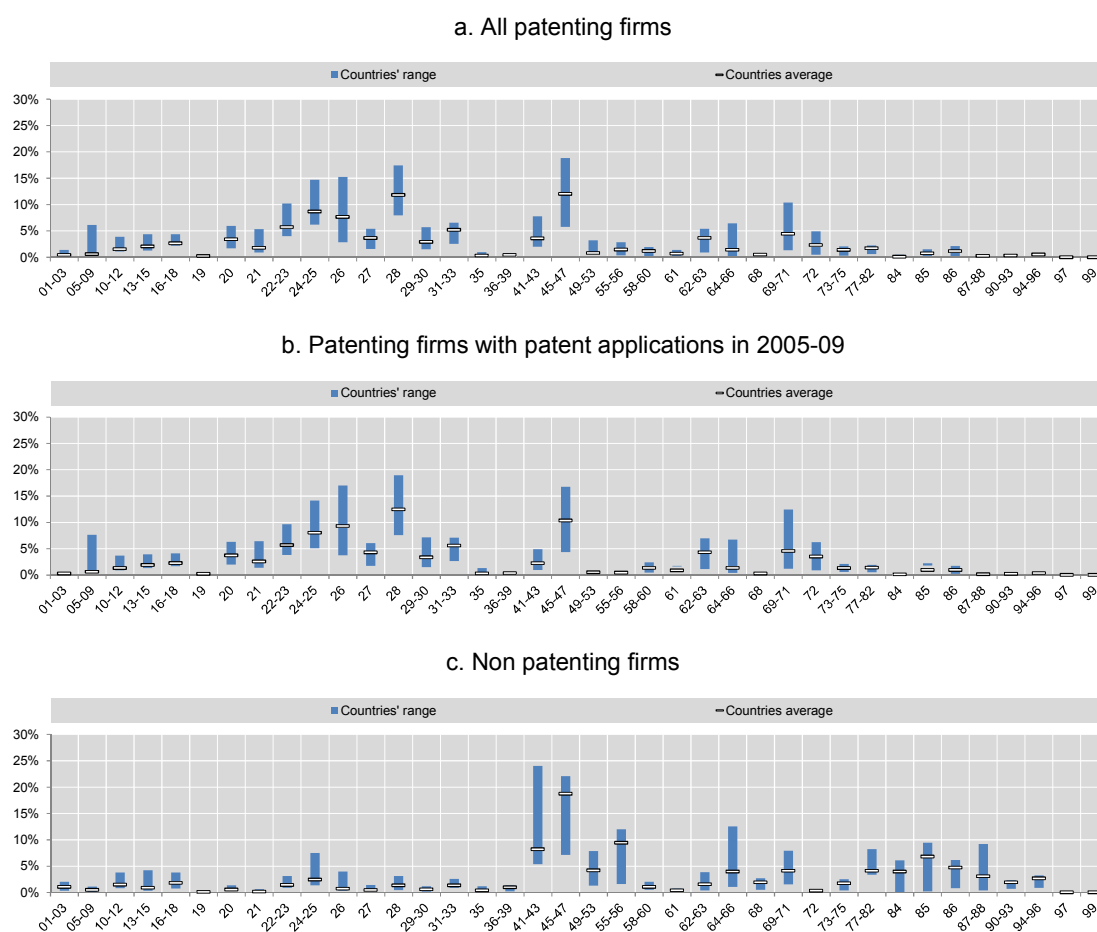 a. All patenting firms
Countries' range Countries average
30%
25%
20%
15%
10%
5%
0%
01-03 05-09 10-12 13-15 16-18 19 20 21 22-23 24-25 26 27 28 29-30 31-33 35 36-39 41-43 45-47 49-53 55-56 58-60 61 62-63 64-66 68 69-71 72 73-75 77-82 84 85 86 87-88 90-93 94-96 97 99
b. Patenting firms with patent applications in 2005-09
Countries' range Countries average
30%
25%
20%
15%
10%
5%
0%
01-03 05-09 10-12 13-15 16-18 19 20 21 22-23 24-25 26 27 28 29-30 31-33 35 36-39 41-43 45-47 49-53 55-56 58-60 61 62-63 64-66 68 69-71 72 73-75 77-82 84 85 86 87-88 90-93 94-96 97 99
c. Non patenting firms
Countries' range Countries average
30%
25%
20%
15%
10%
5%
0%
01-03 05-09 10-12 13-15 16-18 19 20 21 22-23 24-25 26 27 28 29-30 31-33 35 36-39 41-43 45-47 49-53 55-56 58-60 61 62-63 64-66 68 69-71 72 73-75 77-82 84 85 86 87-88 90-93 94-96 97 99